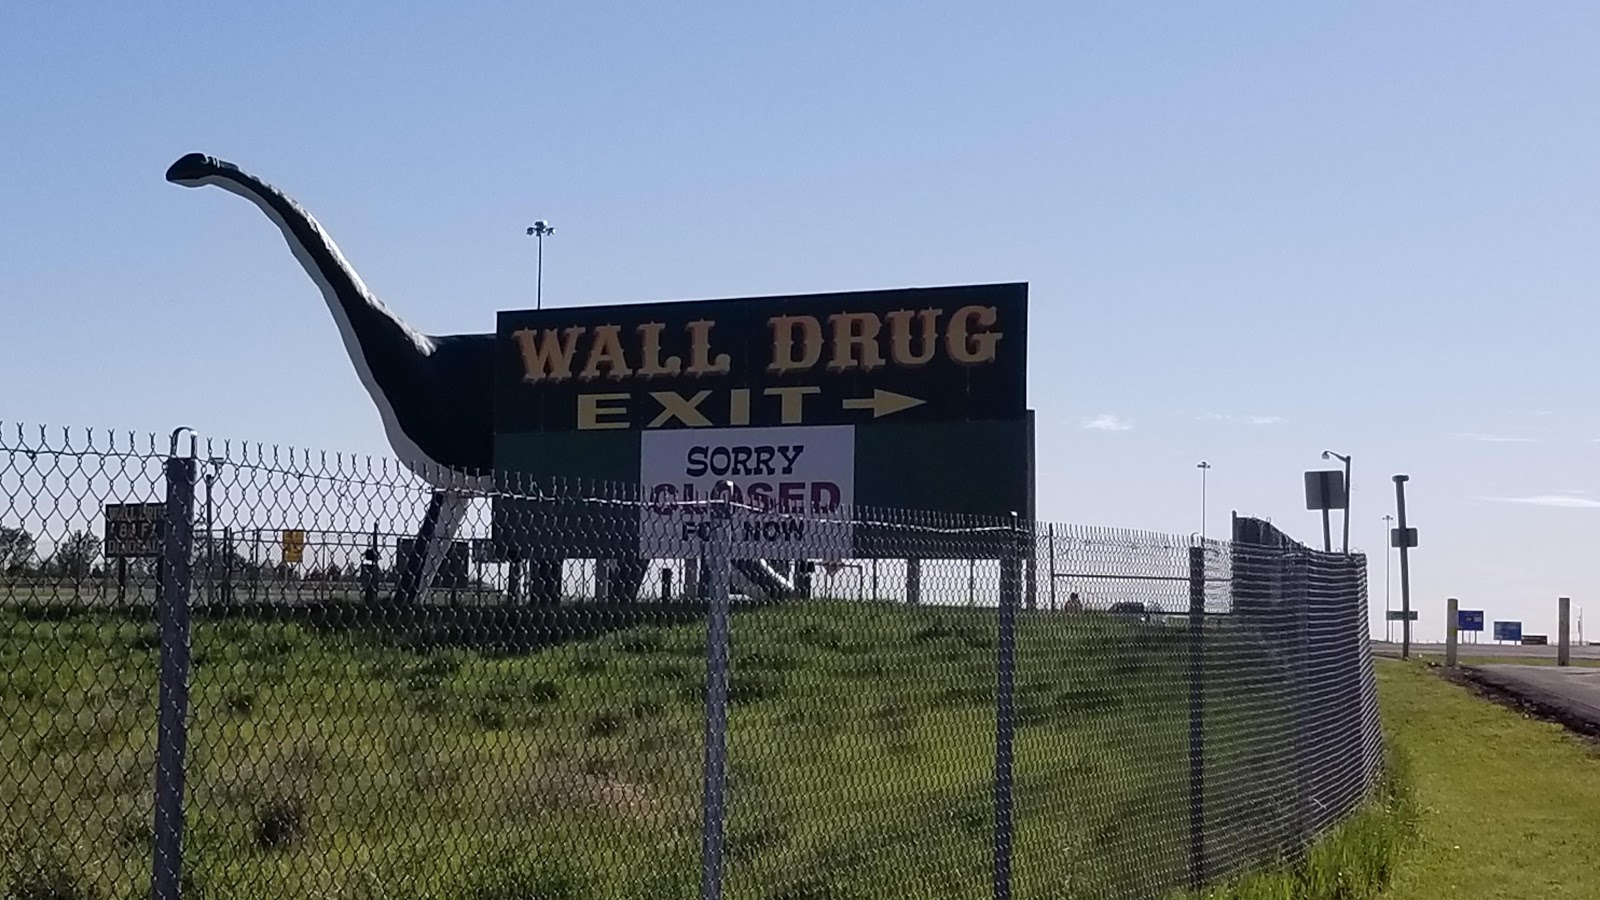 WALL DRUG
EXIT
SORRY
CLOSED
FOR NOW